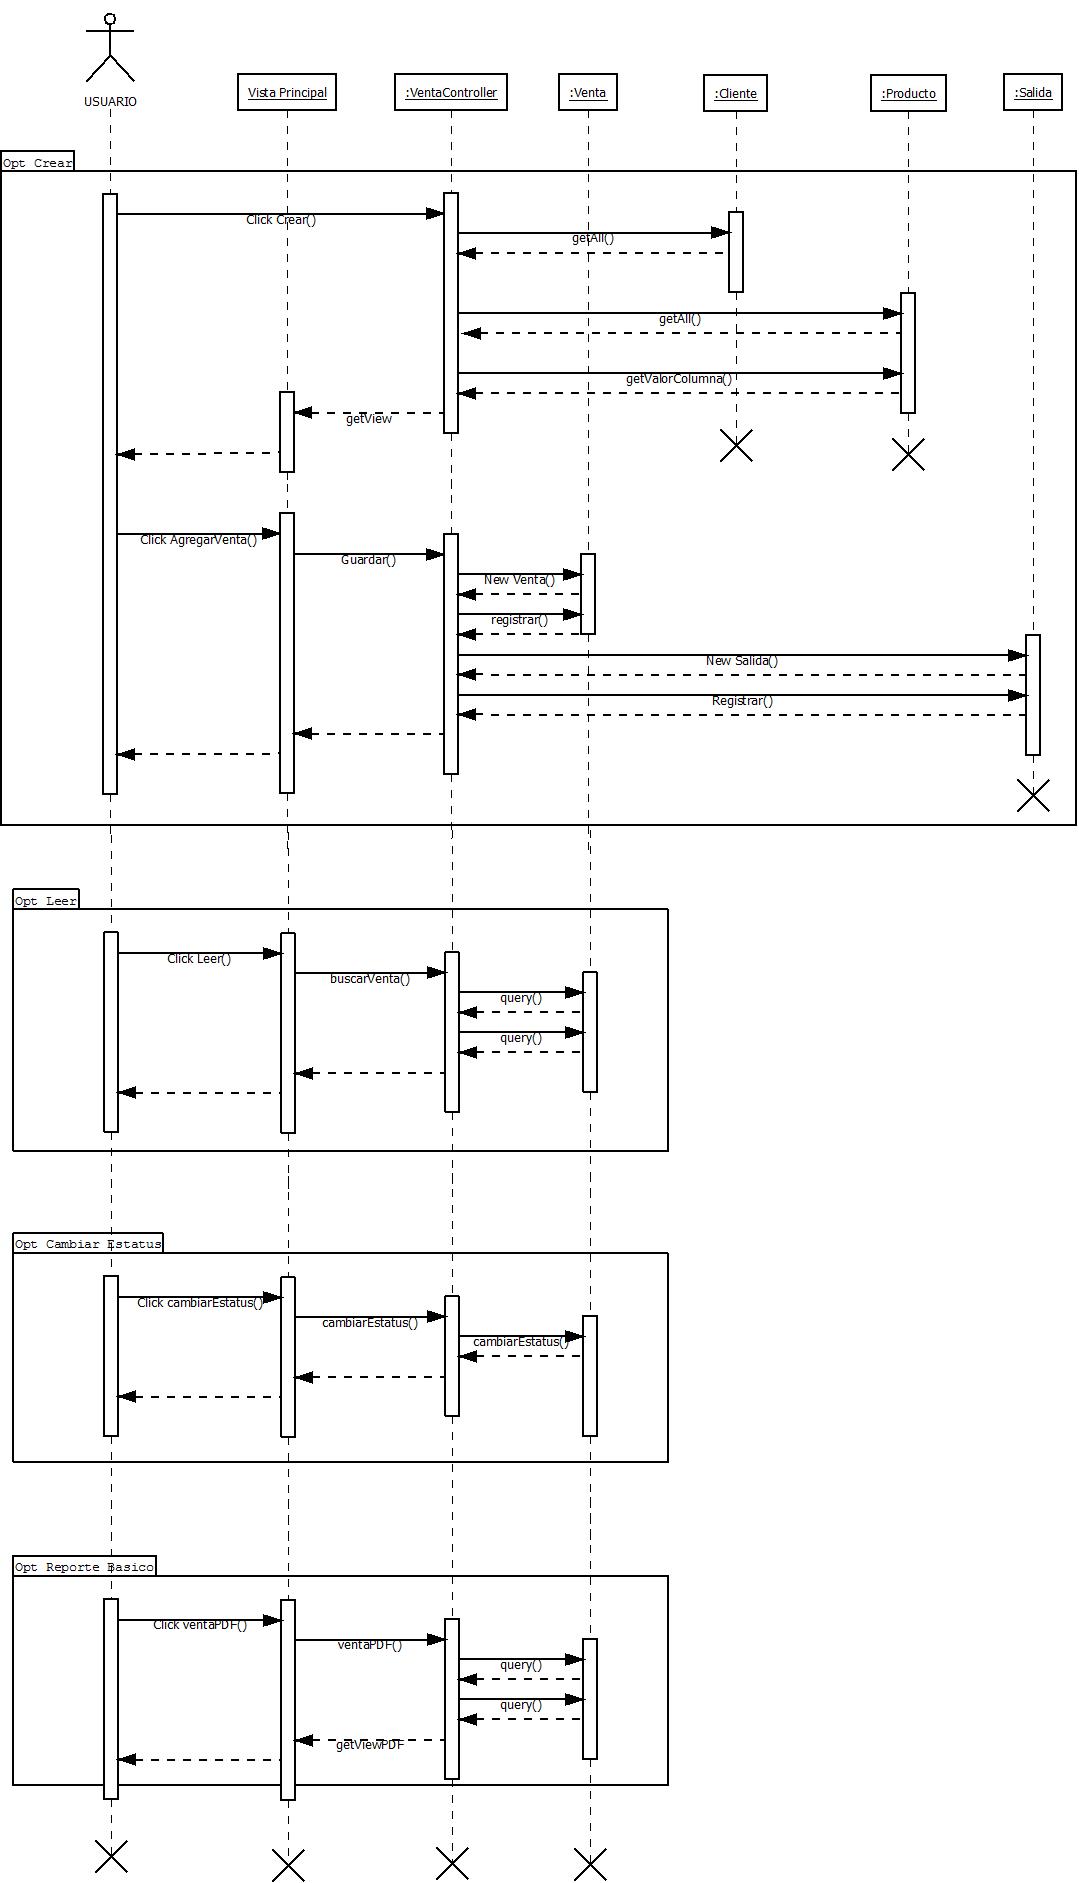 USUARIO
Vista Principal
:VentaController
:Venta
:Cliente
:Producto
:Salida
Opt Crear
Click Crear()
getAll()
getAll()
getValorColumna()
getView
Click AgregarVenta()
Guardar()
New Venta()
registrar()
New Salida()
Registrar()
Opt Leer
Click Leer()
buscarVenta()
query()
query()
Opt Cambiar Estatus
Click cambiarEstatus()
cambiarEstatus()
cambiarEstatus()
Opt Reporte Basico
Click ventaPDF()
ventaPDF()
query()
query()
getViewPDF